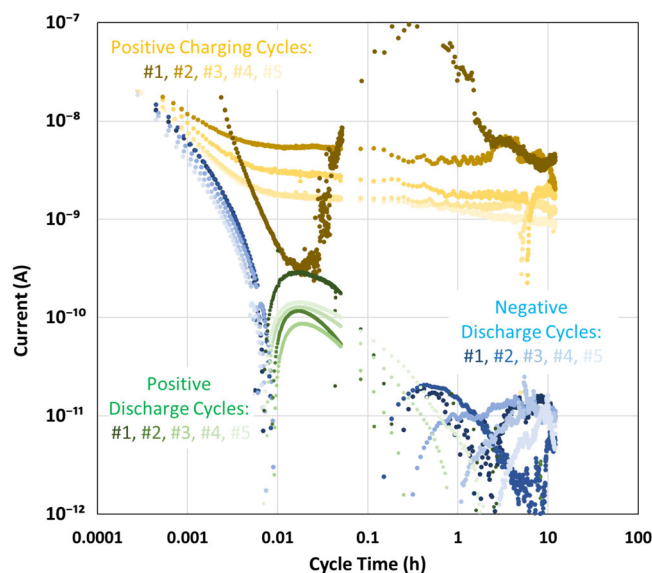 10⁻⁷
Positive Charging Cycles:
#1, #2, #3, #4, #5
10⁻⁸
10⁻⁹
Current (A)
10⁻¹⁰
Negative
Discharge Cycles:
#1, #2, #3, #4, #5
Positive
Discharge Cycles:
#1, #2, #3, #4, #5
10⁻¹¹
10⁻¹²
0.0001 0.001 0.01 0.1 1 10 100
Cycle Time (h)